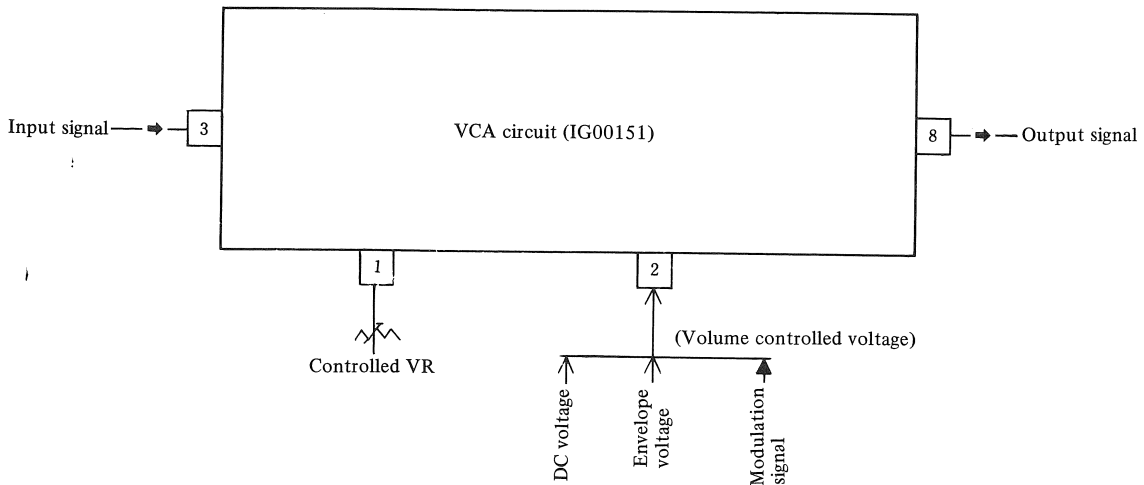 Input signal
3
VCA circuit (IG00151)
8
Output signal
1
2
Controlled VR
(Volume controlled voltage)
DC voltage
Envelope
voltage
Modulation
signal